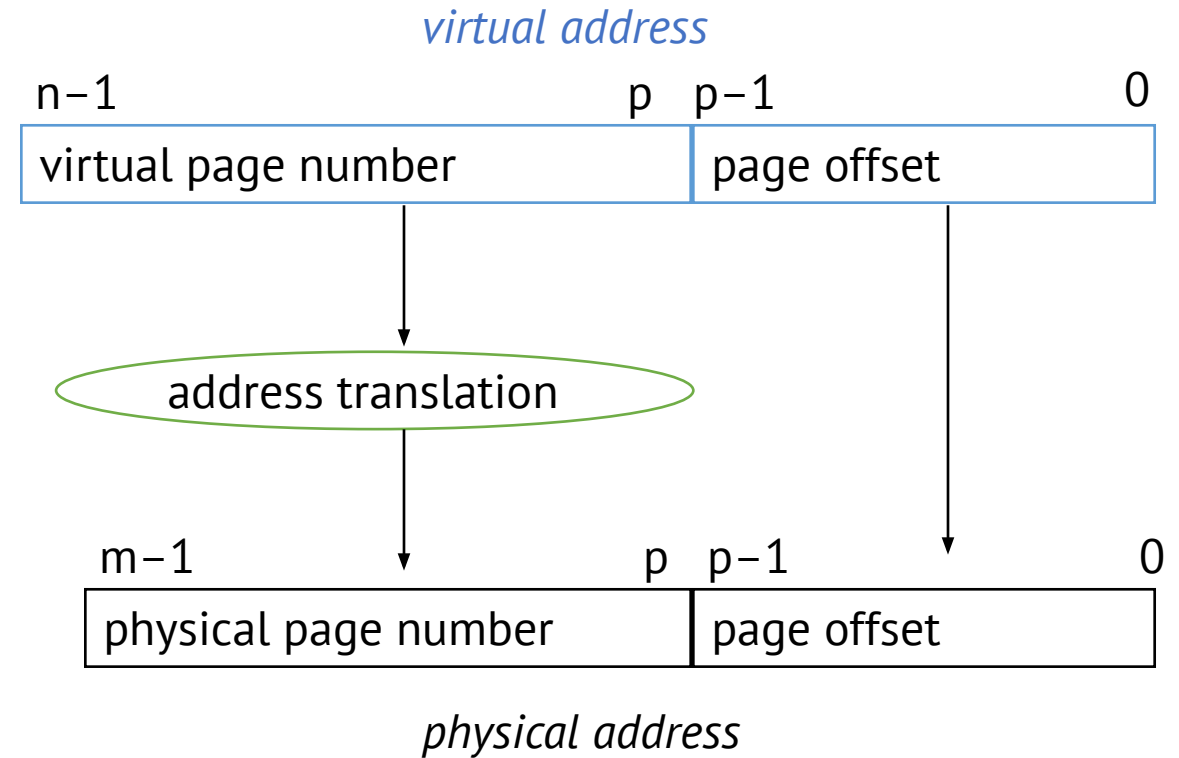 virtual address
n–1 p p–1 0
virtual page number page offset
address translation
m–1 p p–1 0
physical page number page offset
physical address